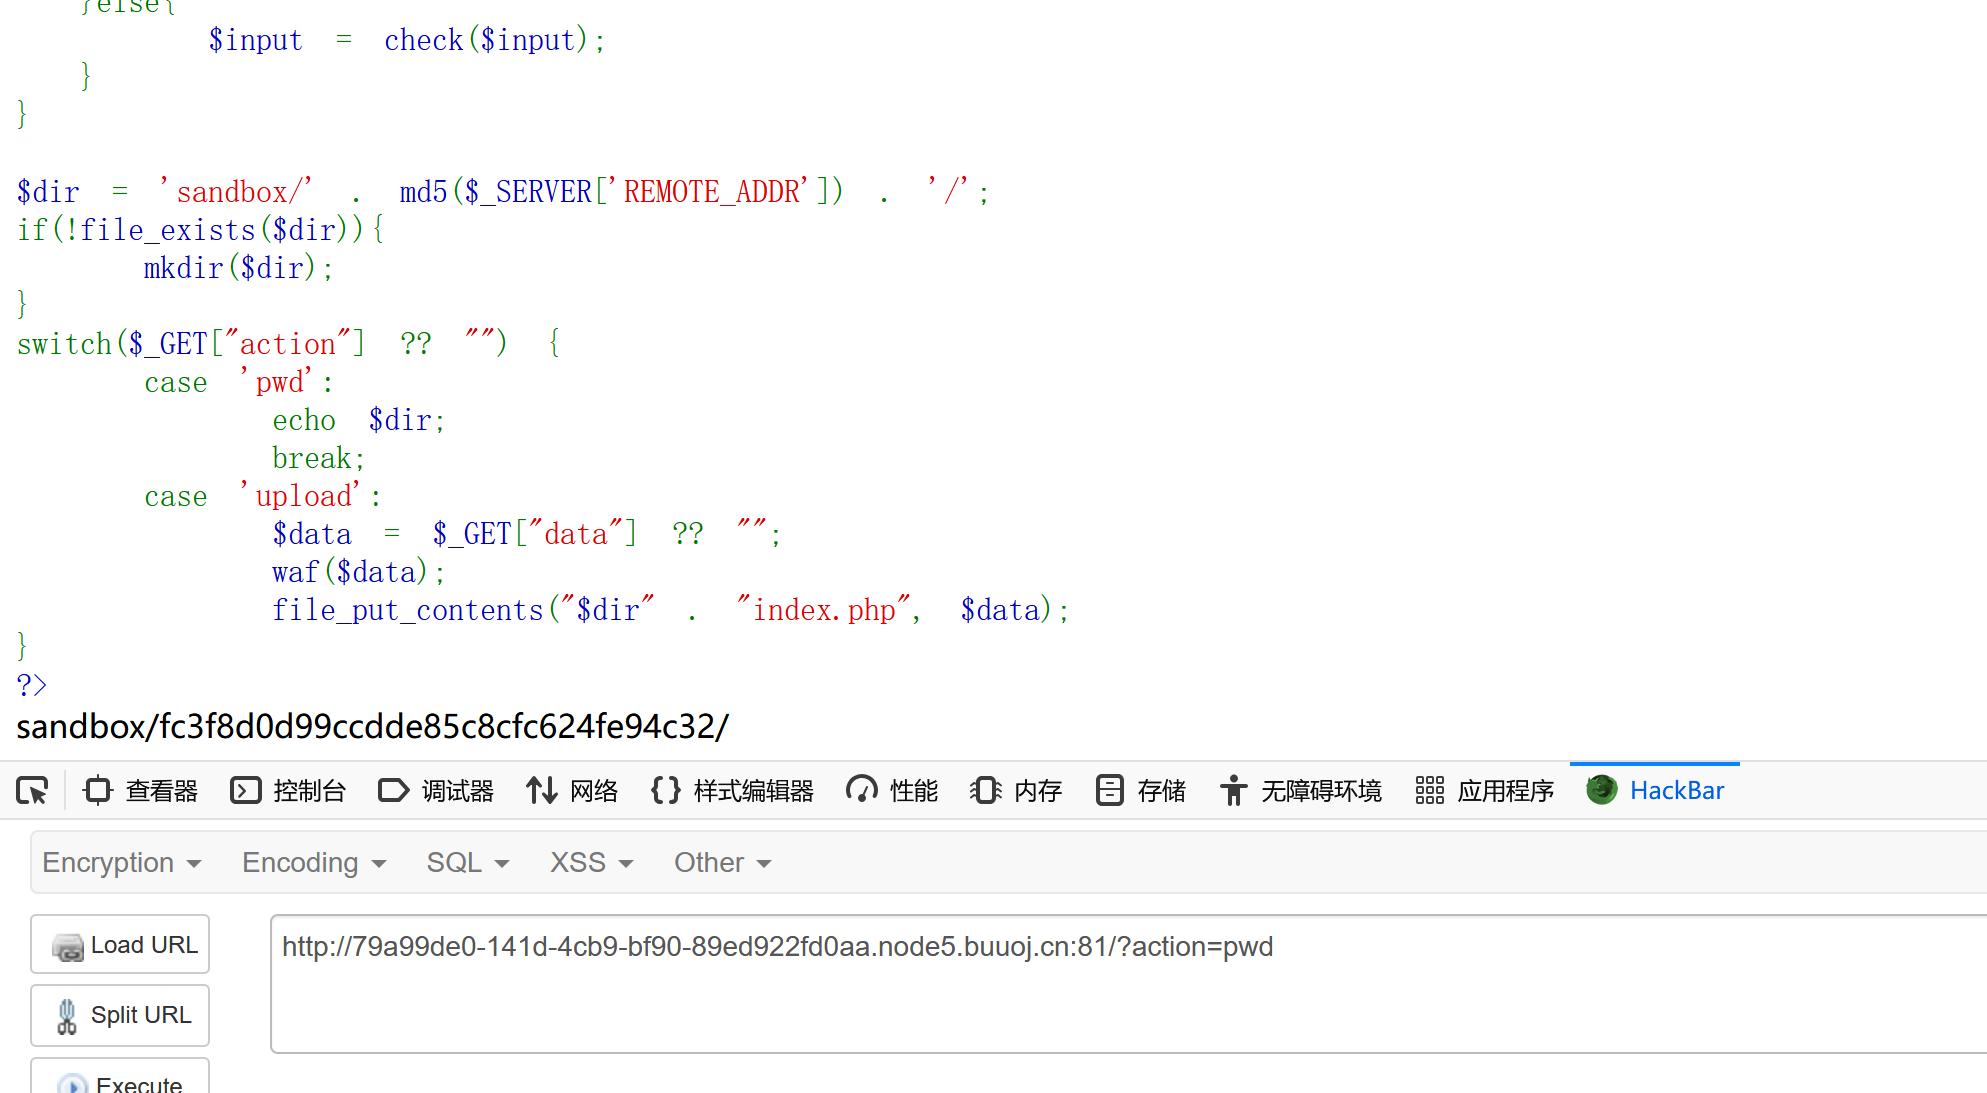 }else{
$input = check($input);
}
}
$dir = 'sandbox/' . md5($_SERVER['REMOTE_ADDR']) . '/';
if(!file_exists($dir)){
mkdir($dir);
}
switch($_GET["action"] ?? "") {
case 'pwd':
echo $dir;
break;
case 'upload':
$data = $_GET["data"] ?? "";
waf($data);
file_put_contents("$dir" . "index.php", $data);
}
?>
sandbox/fc3f8d0d99ccdde85c8cfc624fe94c32/
查看器 控制台 调试器 网络 {} 样式编辑器 性能 内存 存储 无障碍环境 应用程序 HackBar
Encryption Encoding SQL XSS Other
Load URL
http://79a99de0-141d-4cb9-bf90-89ed922fd0aa.node5.buuoj.cn:81/?action=pwd
Split URL
Execute